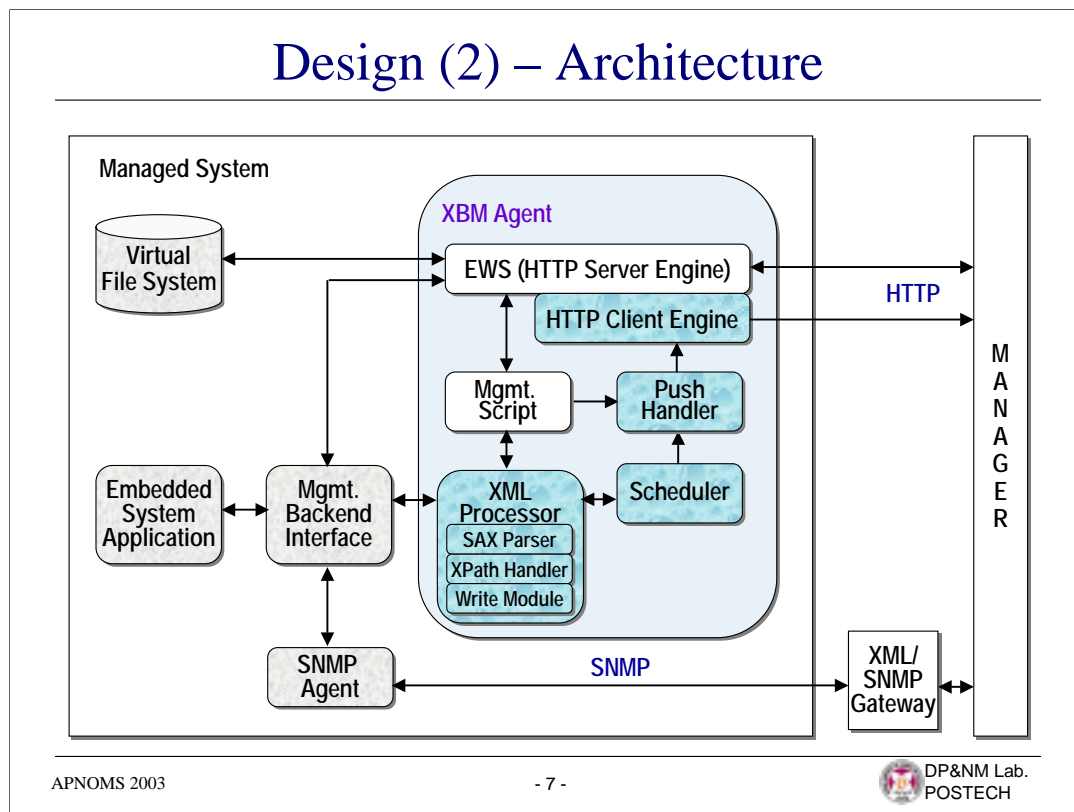 Design (2) – Architecture
Managed System
XBM Agent
Virtual
File System
EWS (HTTP Server Engine)
HTTP
HTTP Client Engine
Mgmt.
Script
Push
Handler
M
A
N
A
G
E
R
Embedded
System
Application
Mgmt.
Backend
Interface
XML
Processor
SAX Parser
XPath Handler
Write Module
Scheduler
SNMP
Agent
SNMP
XML/
SNMP
Gateway
APNOMS 2003
- 7 -
DP&NM Lab.
POSTECH